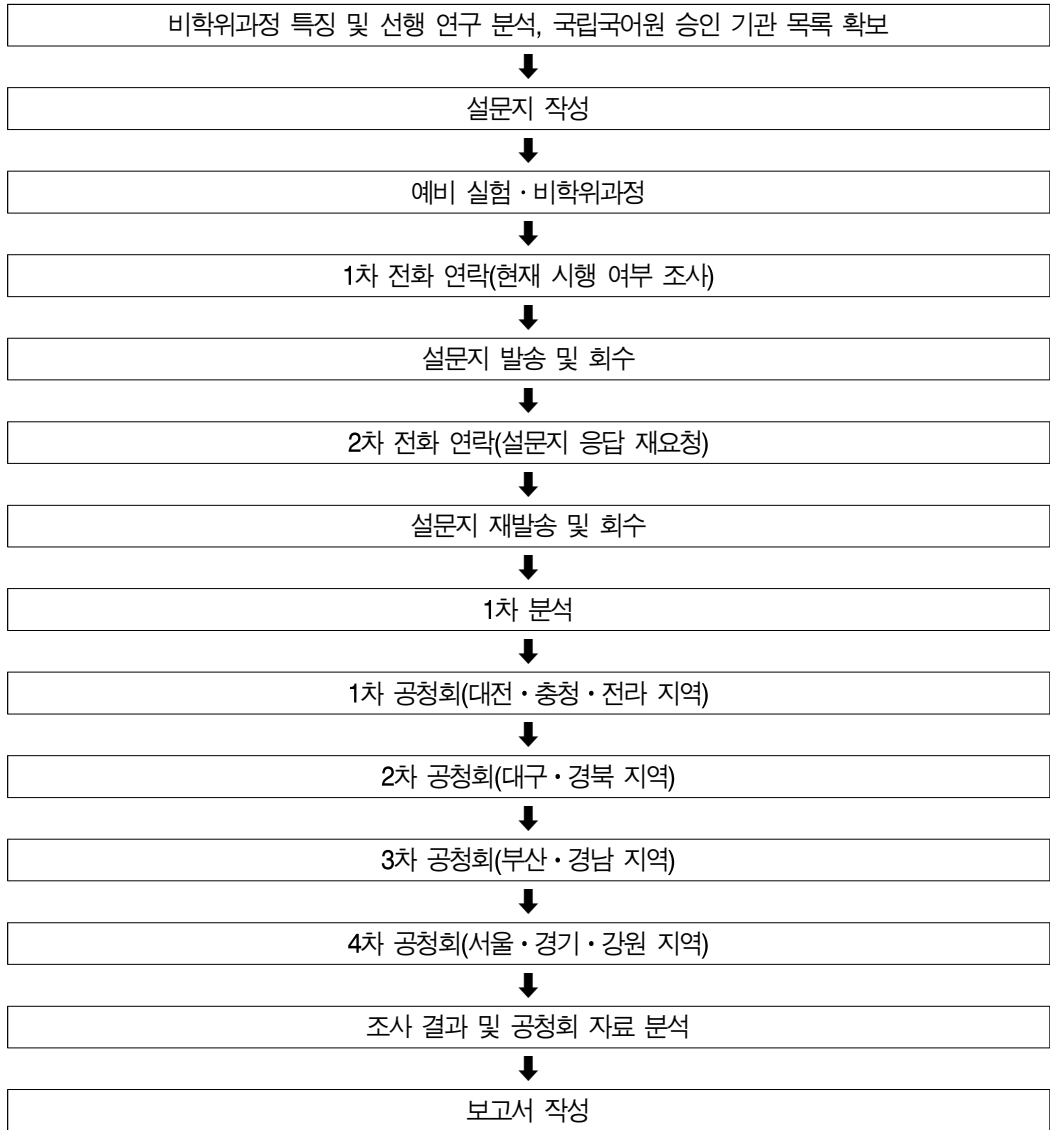 비학위과정 특징 및 선행 연구 분석, 국립국어원 승인 기관 목록 확보
설문지 작성
예비 실험·비학위과정
1차 전화 연락(현재 시행 여부 조사)
설문지 발송 및 회수
2차 전화 연락(설문지 응답 재요청)
설문지 재발송 및 회수
1차 분석
1차 공청회(대전·충청·전라 지역)
2차 공청회(대구·경북 지역)
3차 공청회(부산·경남 지역)
4차 공청회(서울·경기·강원 지역)
조사 결과 및 공청회 자료 분석
보고서 작성